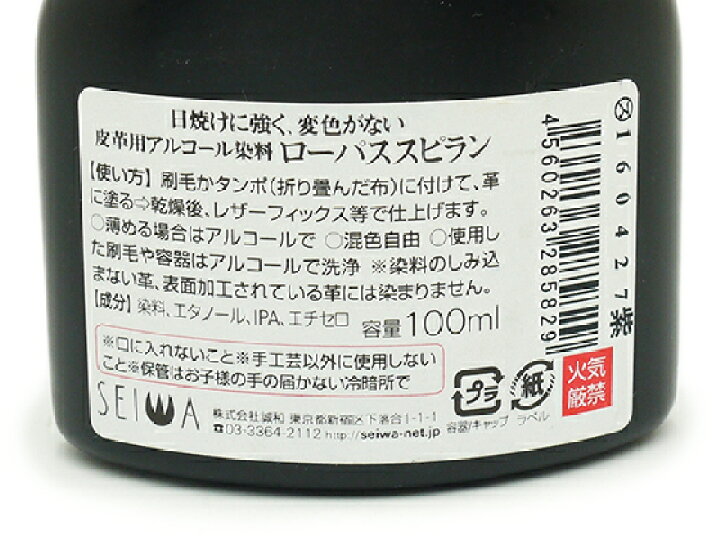 日焼けに強く、変色がない
皮革用アルコール染料 ローパススピラン
【使い方】刷毛かタンポ(折り畳んだ布)に付けて、革
に塗る⇨乾燥後、レザーフィックス等で仕上げます。
○薄める場合はアルコールで ○混色自由 ○使用し
た刷毛や容器はアルコールで洗浄 ※染料のしみ込
まない革、表面加工されている革には染まりません。
【成分】染料、エタノール、IPA、エチセロ 容量100ml
※口に入れないこと※手工芸以外に使用しない
こと※保管はお子様の手の届かない冷暗所で
SEIWA
株式会社誠和 東京都新宿区下落合1-1-1
☎03-3364-2112 http://seiwa-net.jp
プラ
容器/キャップ
紙
ラベル
火気
厳禁
4560263285829
160427紫